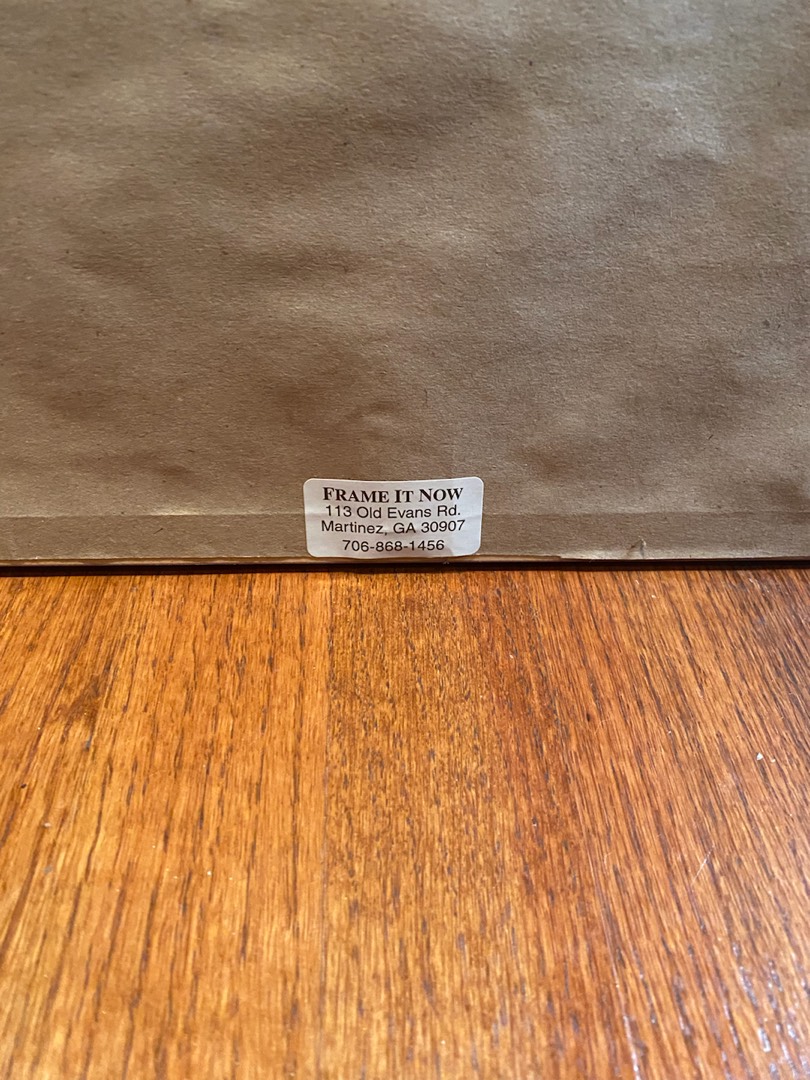 FRAME IT NOW
113 Old Evans Rd.
Martinez, GA 30907
706-868-1456